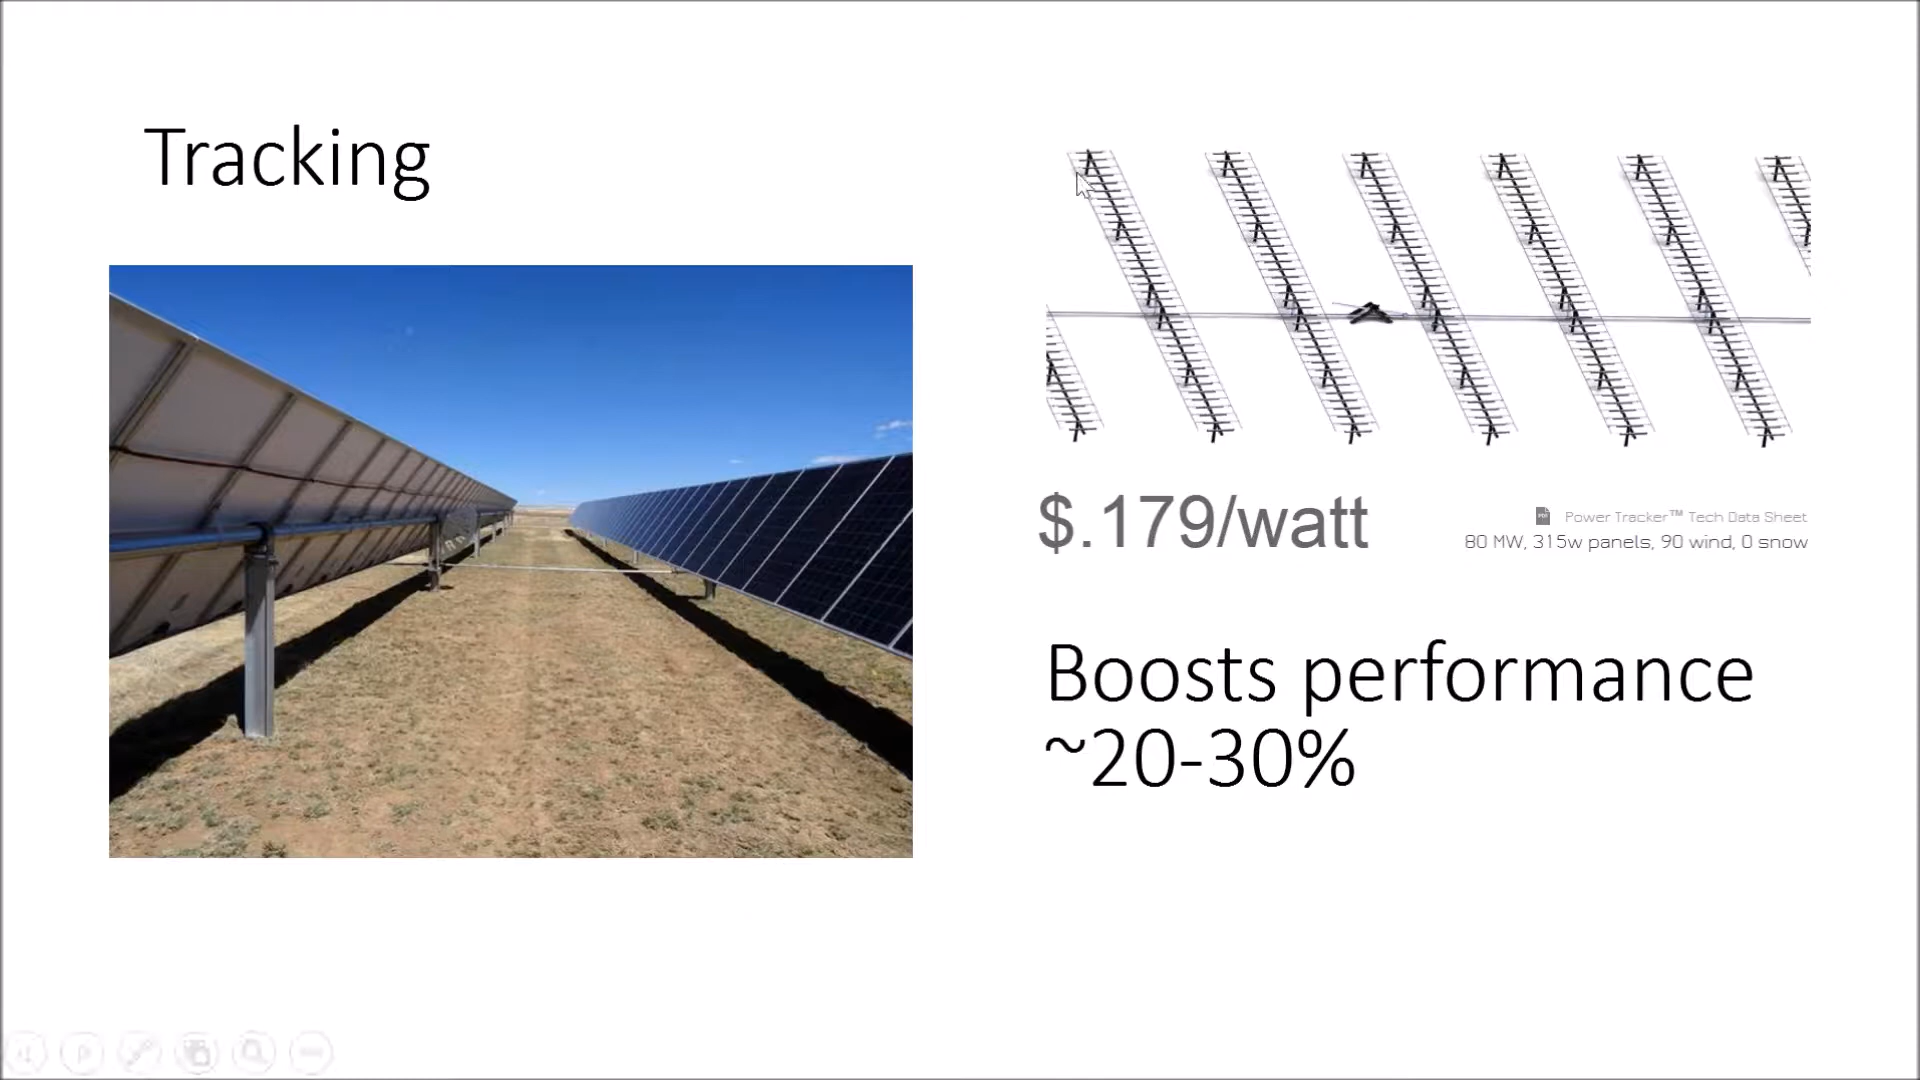 Tracking
$.179/watt
Power Tracker™ Tech Data Sheet
80 MW, 315w panels, 90 wind, 0 snow
Boosts performance
~20-30%